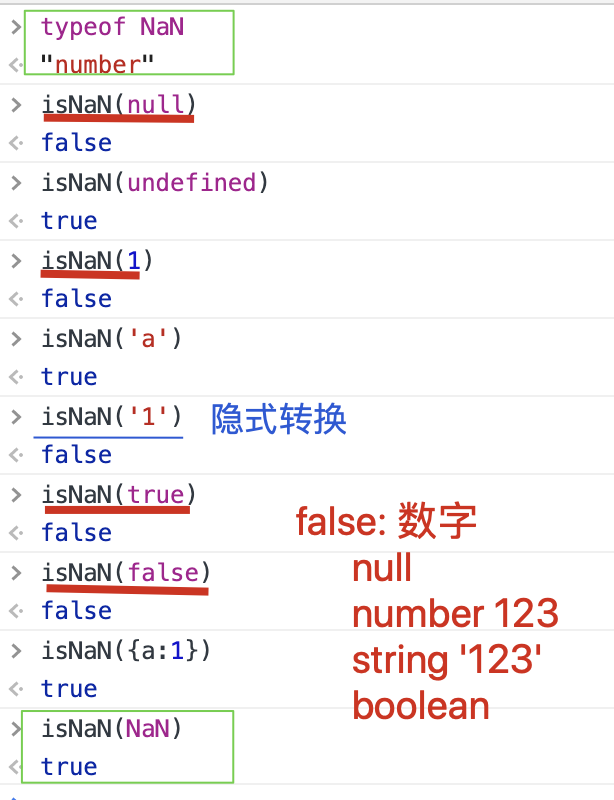 typeof NaN
"number"
isNaN(null)
false
isNaN(undefined)
true
isNaN(1)
false
isNaN('a')
true
isNaN('1') 隐式转换
false
isNaN(true)
false
isNaN(false)
false
isNaN({a:1})
true
isNaN(NaN)
true
false: 数字
null
number 123
string '123'
boolean